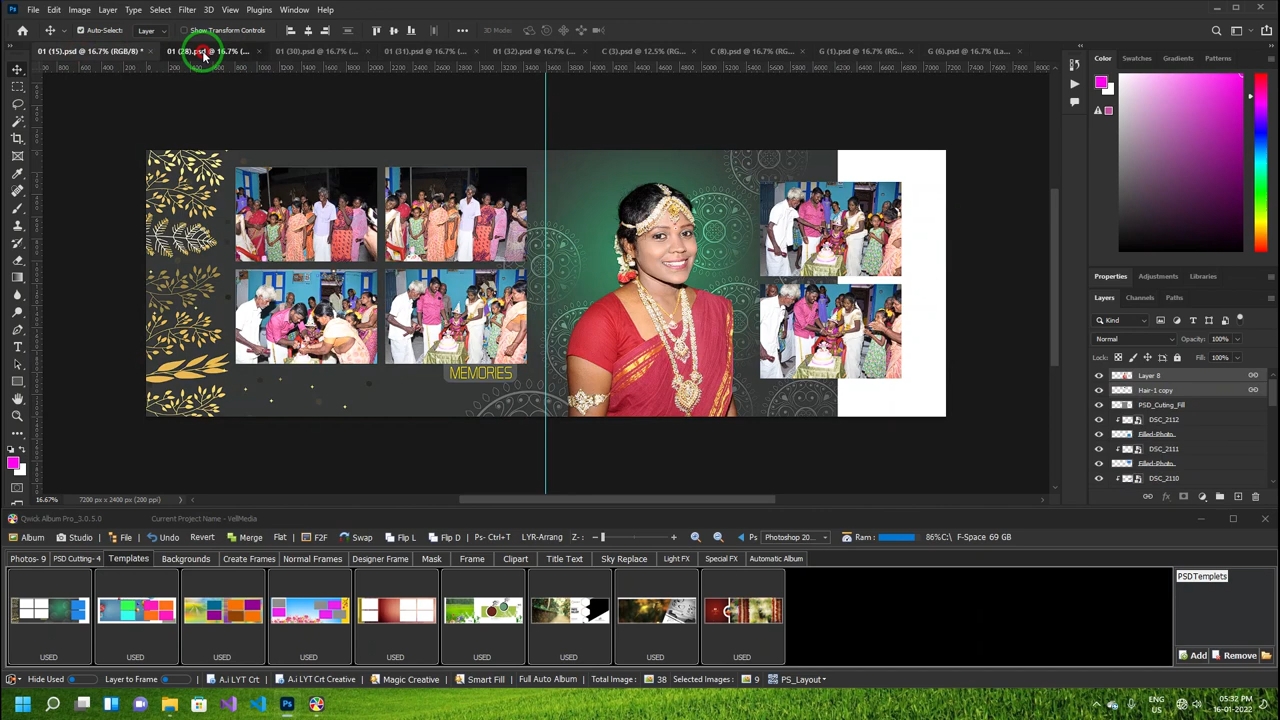 Ps File Edit Image Layer Type Select Filter 3D View Plugins Window Help
Auto-Select: Layer Show Transform Controls 3D Mode:
01 (15).psd @ 16.7% (RGB/8) * 01 (28).psd @ 16.7% (... 01 (30).psd @ 16.7% (... 01 (31).psd @ 16.7% (... 01 (32).psd @ 16.7% (... C (3).psd @ 12.5% (RG... C (8).psd @ 16.7% (RG... G (1).psd @ 16.7% (RG... G (6).psd @ 16.7% (La...
Color Swatches Gradients Patterns
MEMORIES
Properties Adjustments Libraries
Layers Channels Paths
Kind
Normal Opacity: 100%
Lock: Fill: 100%
Layer 8
Hair-1 copy
PSD_Cuting_Fill
DSC_2112
Filled-Photo
DSC_2111
Filled-Photo
DSC_2110
16.67% 7200 px x 2400 px (200 ppi)
Qwick Album Pro_3.0.5.0 Current Project Name - VellMedia
Album Studio File Undo Revert Merge Flat F2F Swap Flip L Flip D Ps- Ctrl+T LYR-Arrang Z:- Ps Photoshop 20... Ram : 86%C:\ F-Space 69 GB
Photos- 9 PSD Cutting- 4 Templates Backgrounds Create Frames Normal Frames Designer Frame Mask Frame Clipart Title Text Sky Replace Light FX Special FX Automatic Album
PSDTemplets
USED USED USED USED USED USED USED USED USED
Add Remove
Hide Used Layer to Frame A.i LYT Crt A.i LYT Crt Creative Magic Creative Smart Fill Full Auto Album Total Image: 38 Selected Images: 9 PS_Layout
ENG
US
05:32 PM
16-01-2022